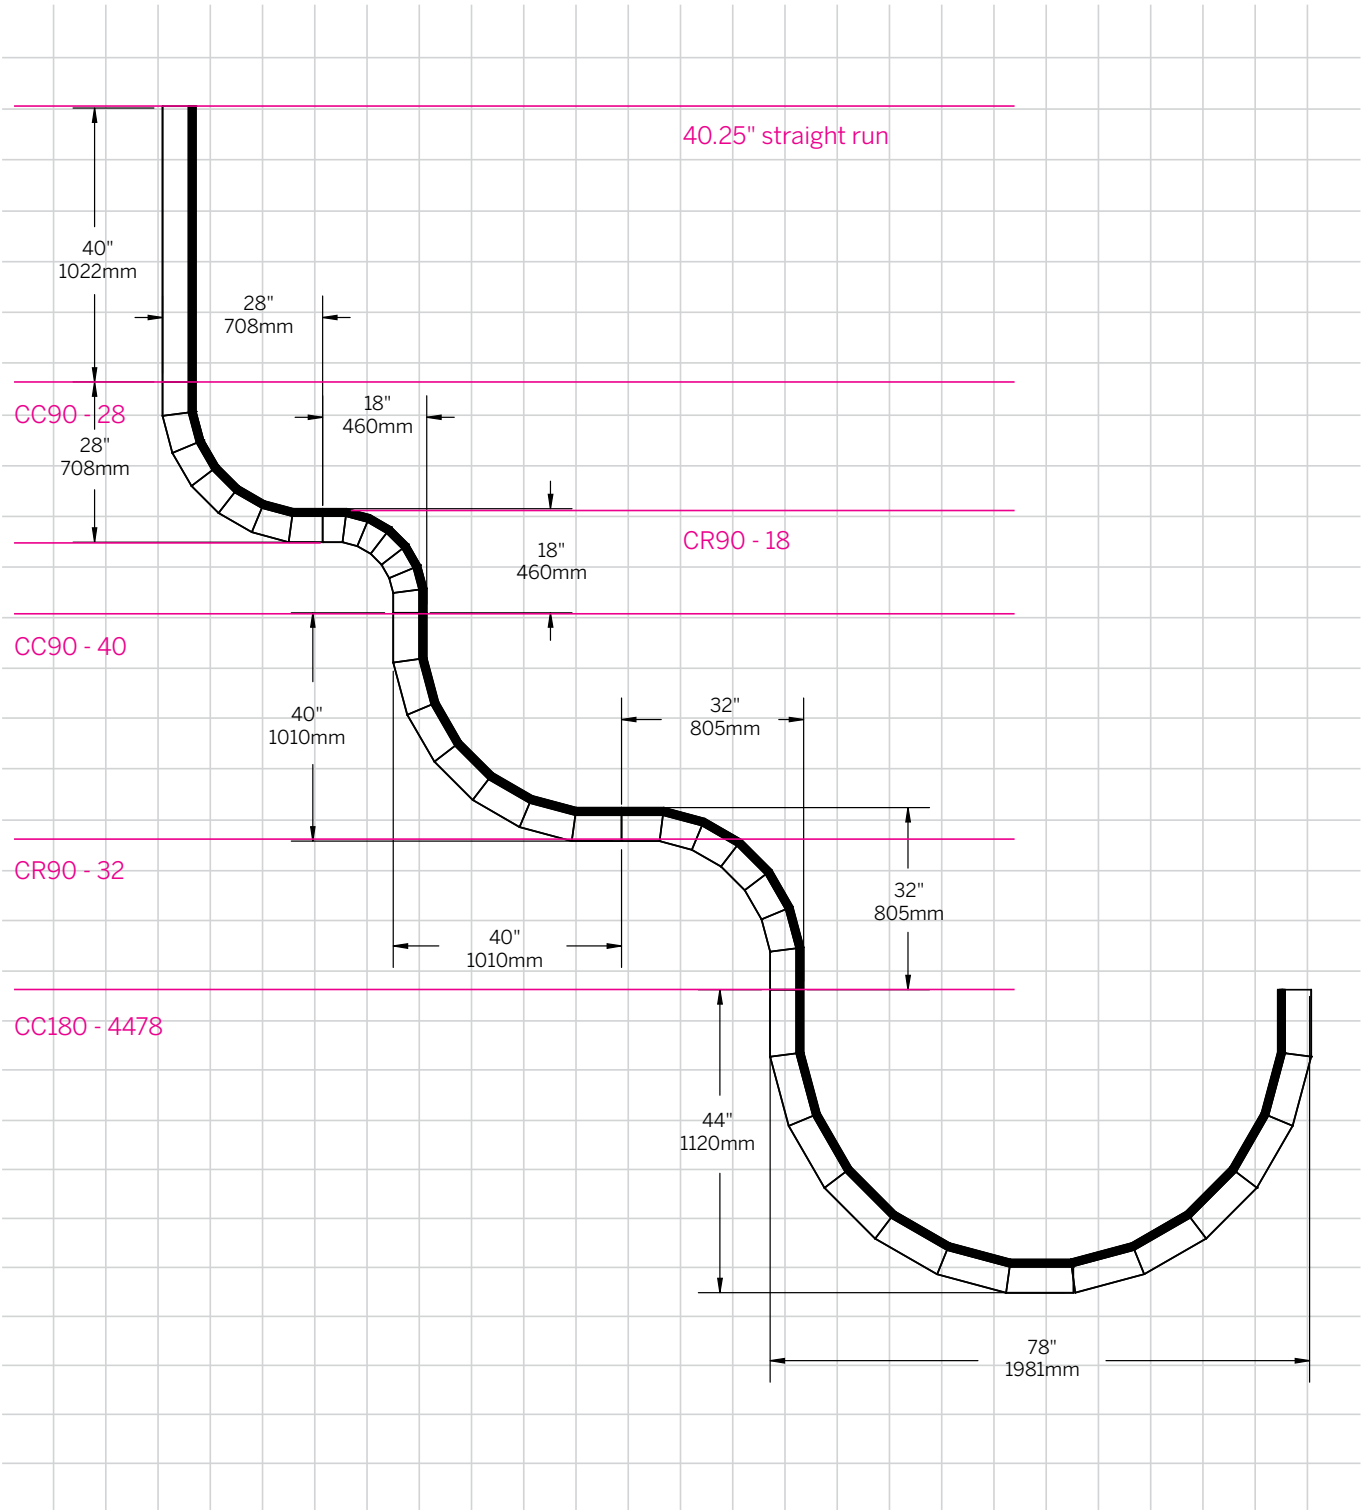 40.25" straight run
40"
1022mm
28"
708mm
CC90 - 28
18"
460mm
28"
708mm
CR90 - 18
18"
460mm
CC90 - 40
40"
1010mm
32"
805mm
CR90 - 32
32"
805mm
40"
1010mm
CC180 - 4478
44"
1120mm
78"
1981mm